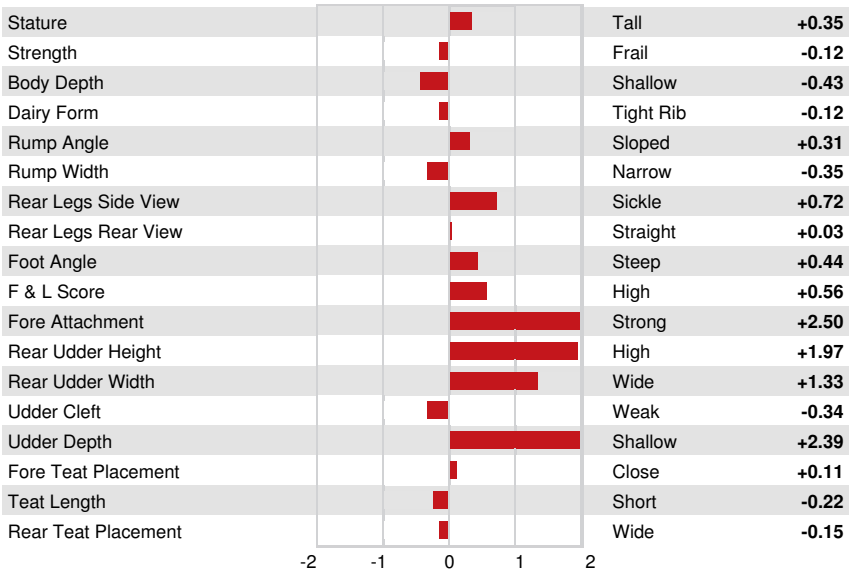 Stature Tall +0.35
Strength Frail -0.12
Body Depth Shallow -0.43
Dairy Form Tight Rib -0.12
Rump Angle Sloped +0.31
Rump Width Narrow -0.35
Rear Legs Side View Sickle +0.72
Rear Legs Rear View Straight +0.03
Foot Angle Steep +0.44
F & L Score High +0.56
Fore Attachment Strong +2.50
Rear Udder Height High +1.97
Rear Udder Width Wide +1.33
Udder Cleft Weak -0.34
Udder Depth Shallow +2.39
Fore Teat Placement Close +0.11
Teat Length Short -0.22
Rear Teat Placement Wide -0.15
-2 -1 0 1 2